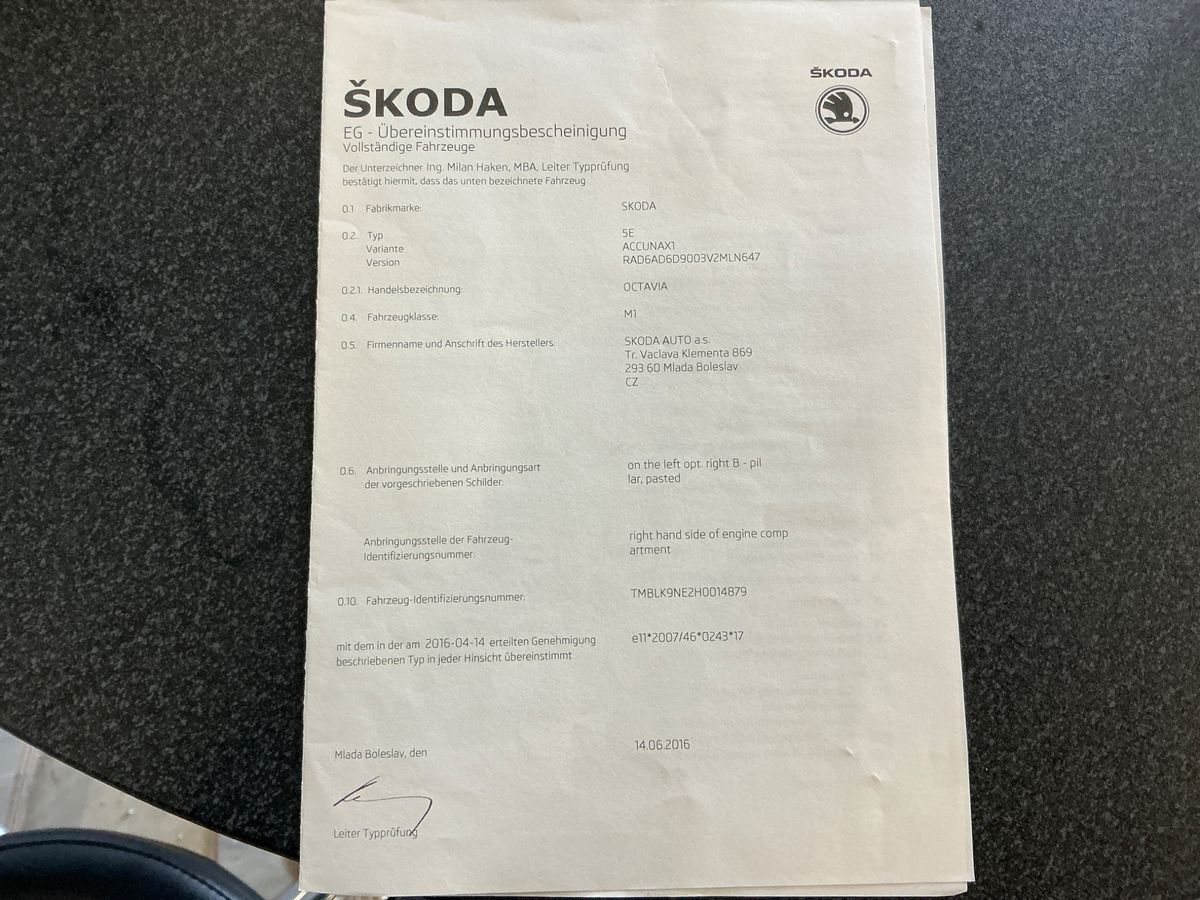 ŠKODA
ŠKODA
EG - Übereinstimmungsbescheinigung
Vollständige Fahrzeuge
Der Unterzeichner Ing. Milan Haken, MBA, Leiter Typprüfung
bestätigt hiermit, dass das unten bezeichnete Fahrzeug
0.1. Fabrikmarke: SKODA
0.2. Typ 5E
Variante ACCUNAX1
Version RAD6AD6D9003V2MLN647
0.2.1. Handelsbezeichnung: OCTAVIA
0.4. Fahrzeugklasse: M1
0.5. Firmenname und Anschrift des Herstellers: SKODA AUTO a.s.
Tr. Vaclava Klementa 869
293 60 Mlada Boleslav
CZ
0.6. Anbringungsstelle und Anbringungsart on the left opt. right B - pil
der vorgeschriebenen Schilder: lar, pasted
Anbringungsstelle der Fahrzeug- right hand side of engine comp
Identifizierungsnummer: artment
0.10. Fahrzeug-Identifizierungsnummer: TMBLK9NE2H0014879
mit dem in der am 2016-04-14 erteilten Genehmigung e11*2007/46*0243*17
beschriebenen Typ in jeder Hinsicht übereinstimmt
Mlada Boleslav, den 14.06.2016
Leiter Typprüfung